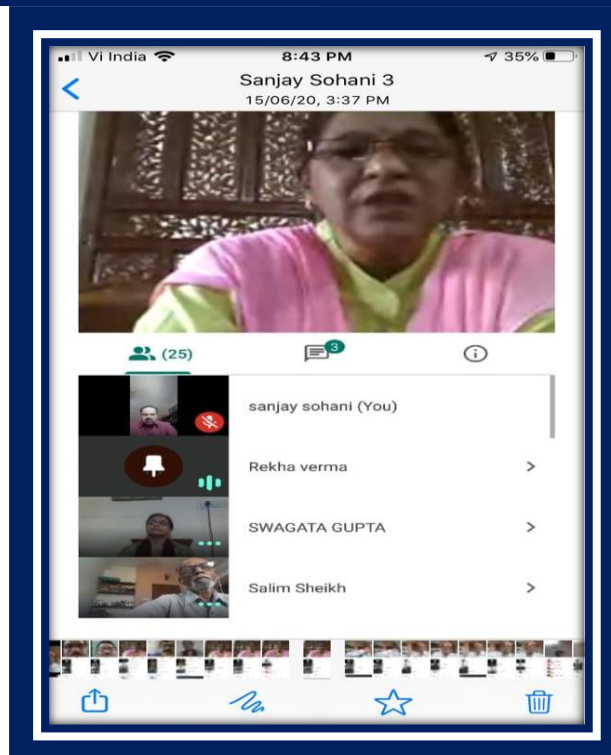 Vi India 8:43 PM 35%
Sanjay Sohani 3
15/06/20, 3:37 PM
(25) 3
sanjay sohani (You)
Rekha verma
SWAGATA GUPTA
Salim Sheikh